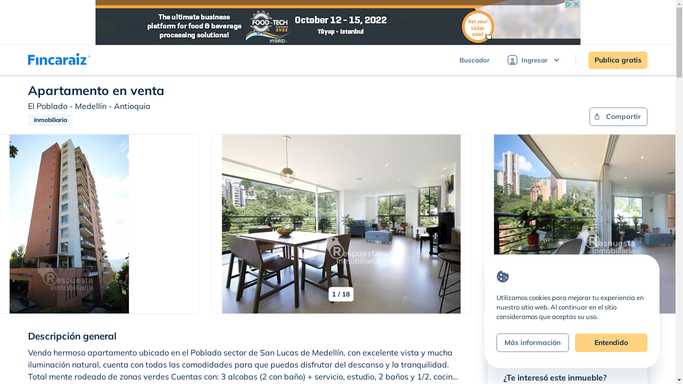 The ultimate business
platform for food & beverage
processing solutions!
FOOD-TECH
October 12 - 15, 2022
Tüyap - Istanbul
Fincaraíz
Buscador
Ingresar
Publica gratis
Apartamento en venta
El Poblado - Medellín - Antioquia
Inmobiliaria
Compartir
Respuesta
Inmobiliaria
Respuesta
Inmobiliaria
Respuesta
Inmobiliaria
1 / 18
Utilizamos cookies para mejorar tu experiencia en
nuestro sitio web. Al continuar en el sitio
consideramos que aceptas su uso.
Más información
Entendido
Descripción general
Vendo hermoso apartamento ubicado en el Poblado sector de San Lucas de Medellín, con excelente vista y mucha
iluminación natural, cuenta con todas las comodidades para que puedas disfrutar del descanso y la tranquilidad.
Total mente rodeado de zonas verdes Cuentas con: 3 alcobas (2 con baño) + servicio, estudio, 2 baños y 1/2, cocin...
¿Te interesó este inmueble?